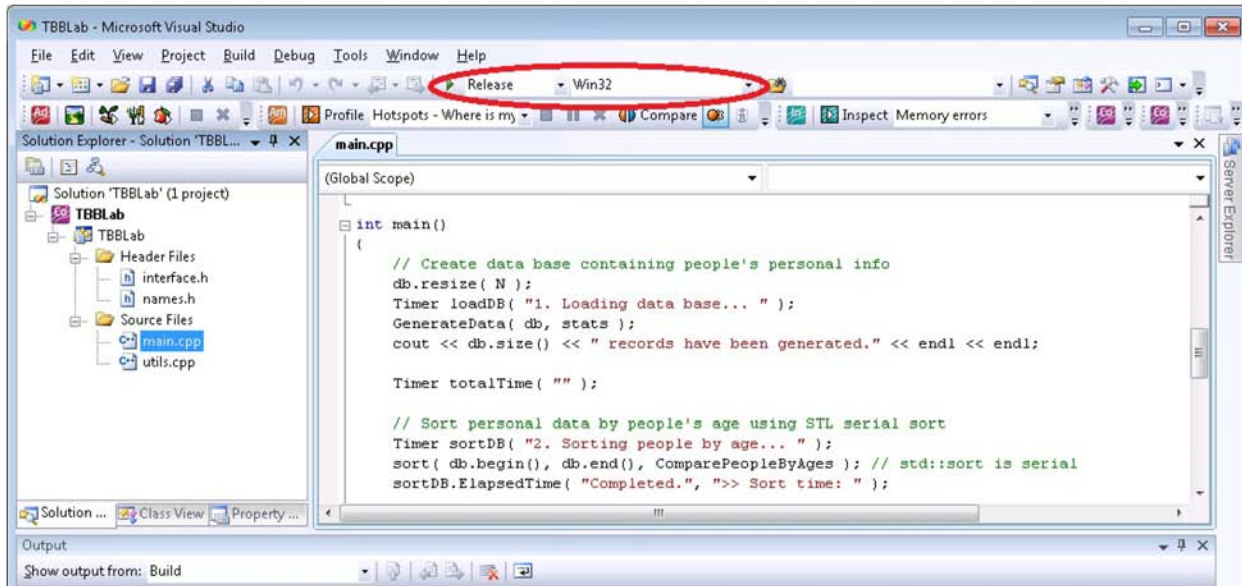 TBBLab - Microsoft Visual Studio
File Edit View Project Build Debug Tools Window Help
Release Win32
Profile Hotspots - Where is my Compare Inspect Memory errors
Solution Explorer - Solution 'TBBL...
main.cpp
(Global Scope)
Server Explorer
Solution 'TBBLab' (1 project)
TBBLab
TBBLab
Header Files
interface.h
names.h
Source Files
main.cpp
utils.cpp
int main()
{
// Create data base containing people's personal info
db.resize( N );
Timer loadDB( "1. Loading data base... " );
GenerateData( db, stats );
cout << db.size() << " records have been generated." << endl << endl;
Timer totalTime( "" );
// Sort personal data by people's age using STL serial sort
Timer sortDB( "2. Sorting people by age... " );
sort( db.begin(), db.end(), ComparePeopleByAges ); // std::sort is serial
sortDB.ElapsedTime( "Completed.", ">> Sort time: " );
Solution ... Class View Property ...
Output
Show output from: Build